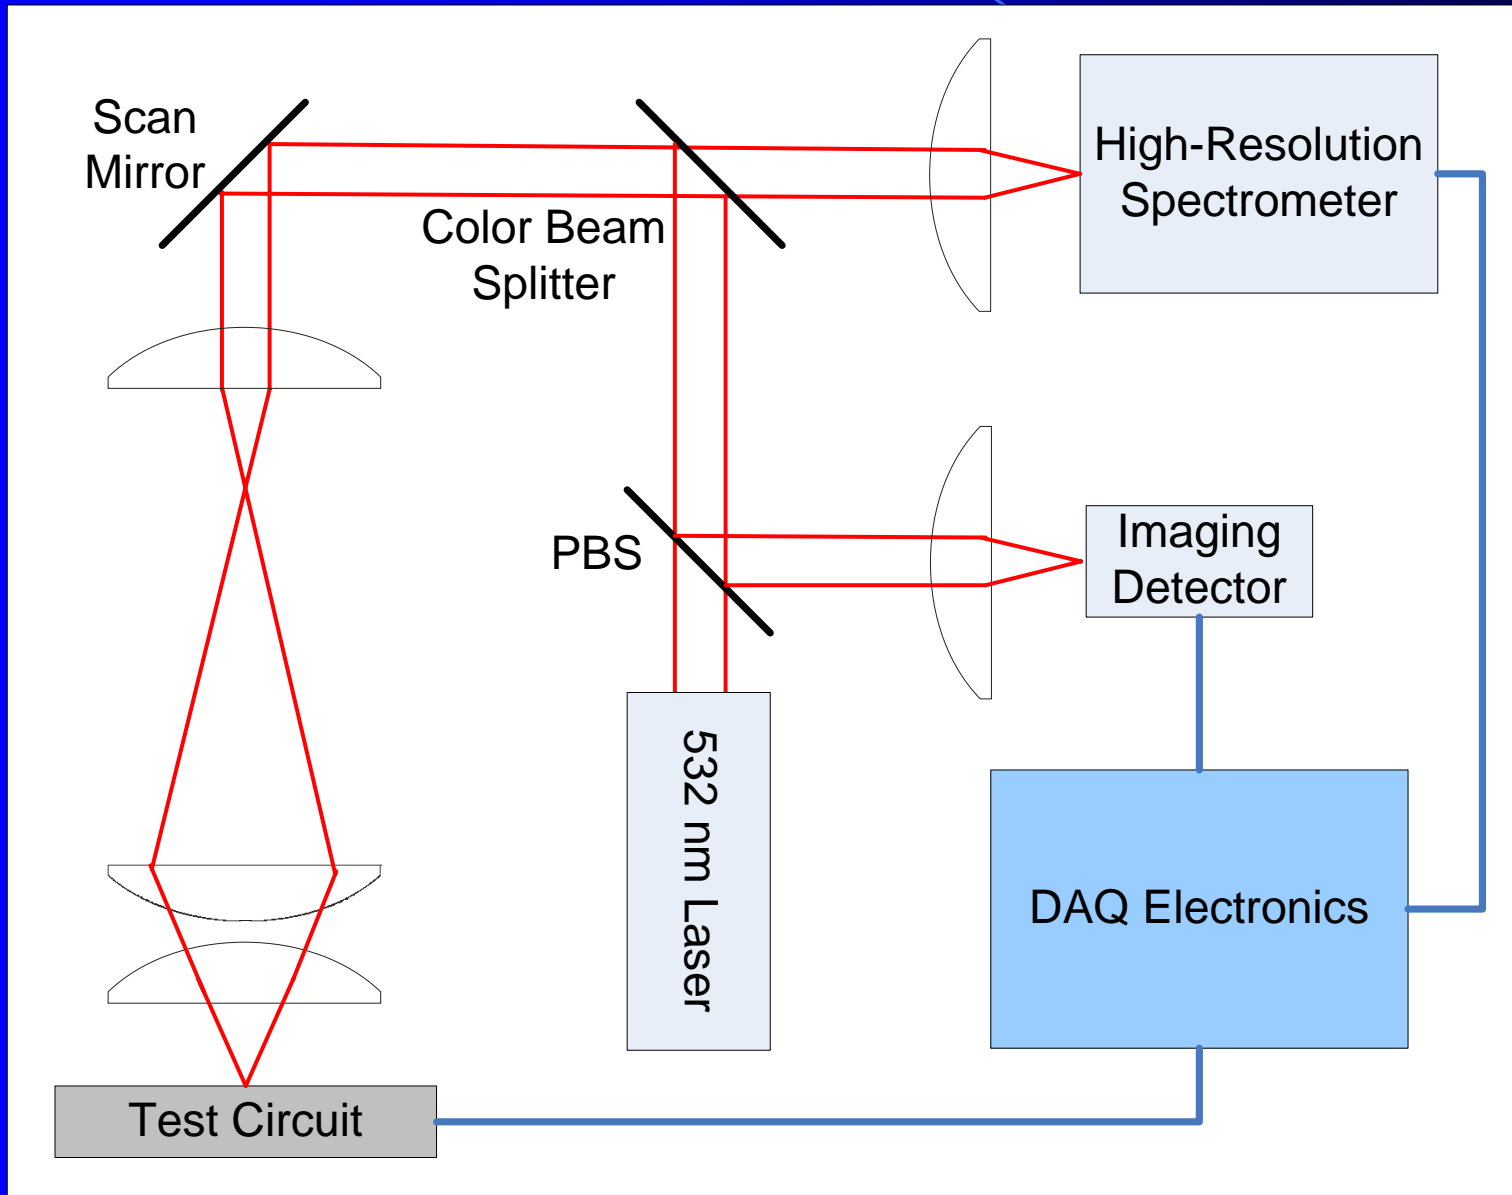 Scan
Mirror
Color Beam
Splitter
High-Resolution
Spectrometer
PBS
Imaging
Detector
532 nm Laser
DAQ Electronics
Test Circuit